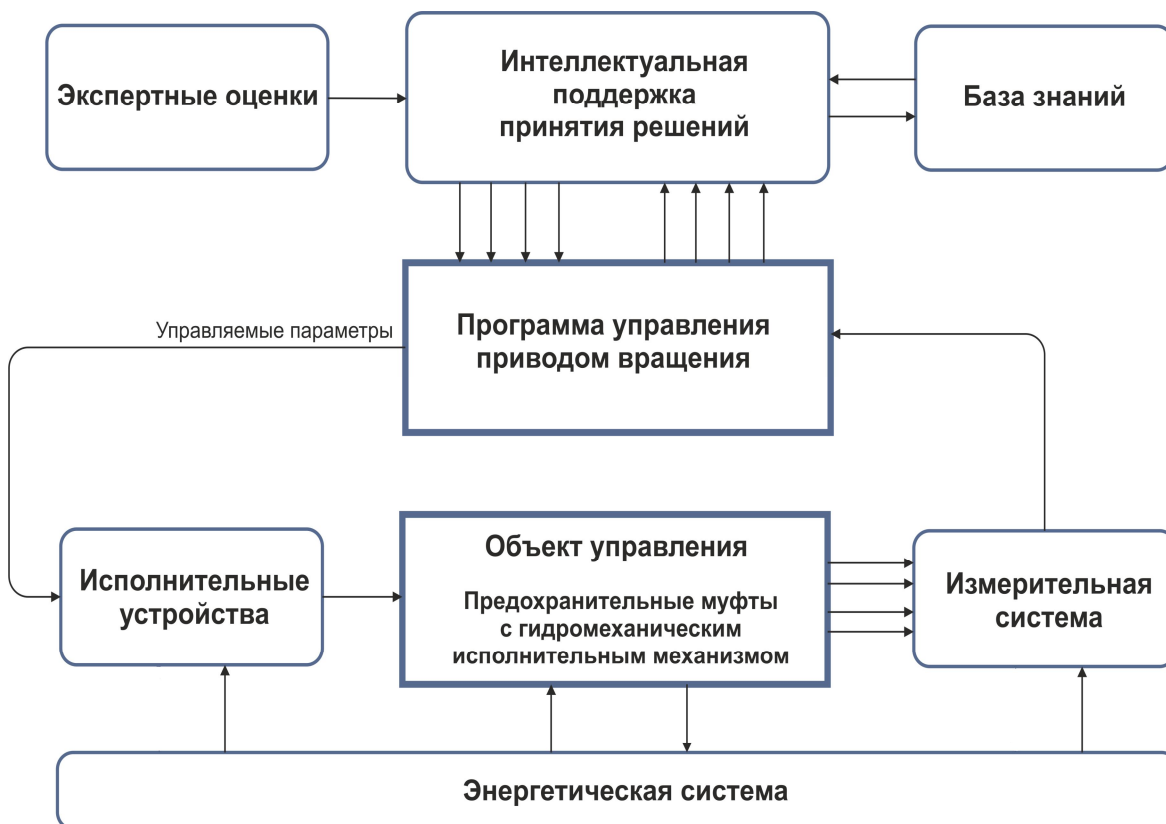 Экспертные оценки
Интеллектуальная
поддержка
принятия решений
База знаний
Управляемые параметры
Программа управления
приводом вращения
Исполнительные
устройства
Объект управления
Предохранительные муфты
с гидромеханическим
исполнительным механизмом
Измерительная
система
Энергетическая система